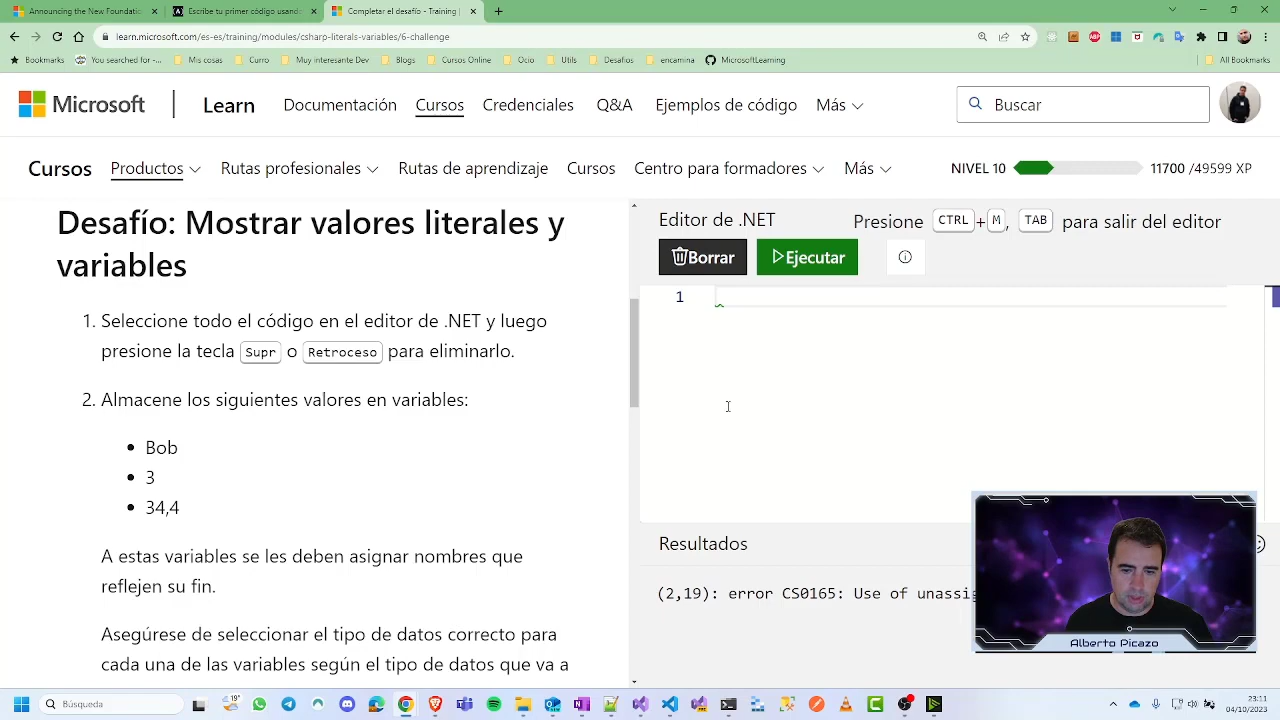 Announcing the New Foundatio
Escribe tu primer código usand
Completar el desafío - Training |
learn.microsoft.com/es-es/training/modules/csharp-literals-variables/6-challenge
Bookmarks
You searched for -...
Mis cosas
Curro
Muy interesante Dev
Blogs
Cursos Online
Ocio
Utils
Desafios
encamina
MicrosoftLearning
All Bookmarks
Microsoft
Learn
Documentación
Cursos
Credenciales
Q&A
Ejemplos de código
Más
Buscar
Cursos
Productos
Rutas profesionales
Rutas de aprendizaje
Cursos
Centro para formadores
Más
NIVEL 10
11700 /49599 XP
Desafío: Mostrar valores literales y
variables
1. Seleccione todo el código en el editor de .NET y luego
presione la tecla Supr o Retroceso para eliminarlo.
2. Almacene los siguientes valores en variables:
• Bob
• 3
• 34,4
A estas variables se les deben asignar nombres que
reflejen su fin.
Asegúrese de seleccionar el tipo de datos correcto para
cada una de las variables según el tipo de datos que va a
Editor de .NET
Presione CTRL + M, TAB para salir del editor
Borrar
Ejecutar
1
Resultados
(2,19): error CS0165: Use of unassig
Alberto Picazo
Búsqueda
19°
23:11
04/10/2023